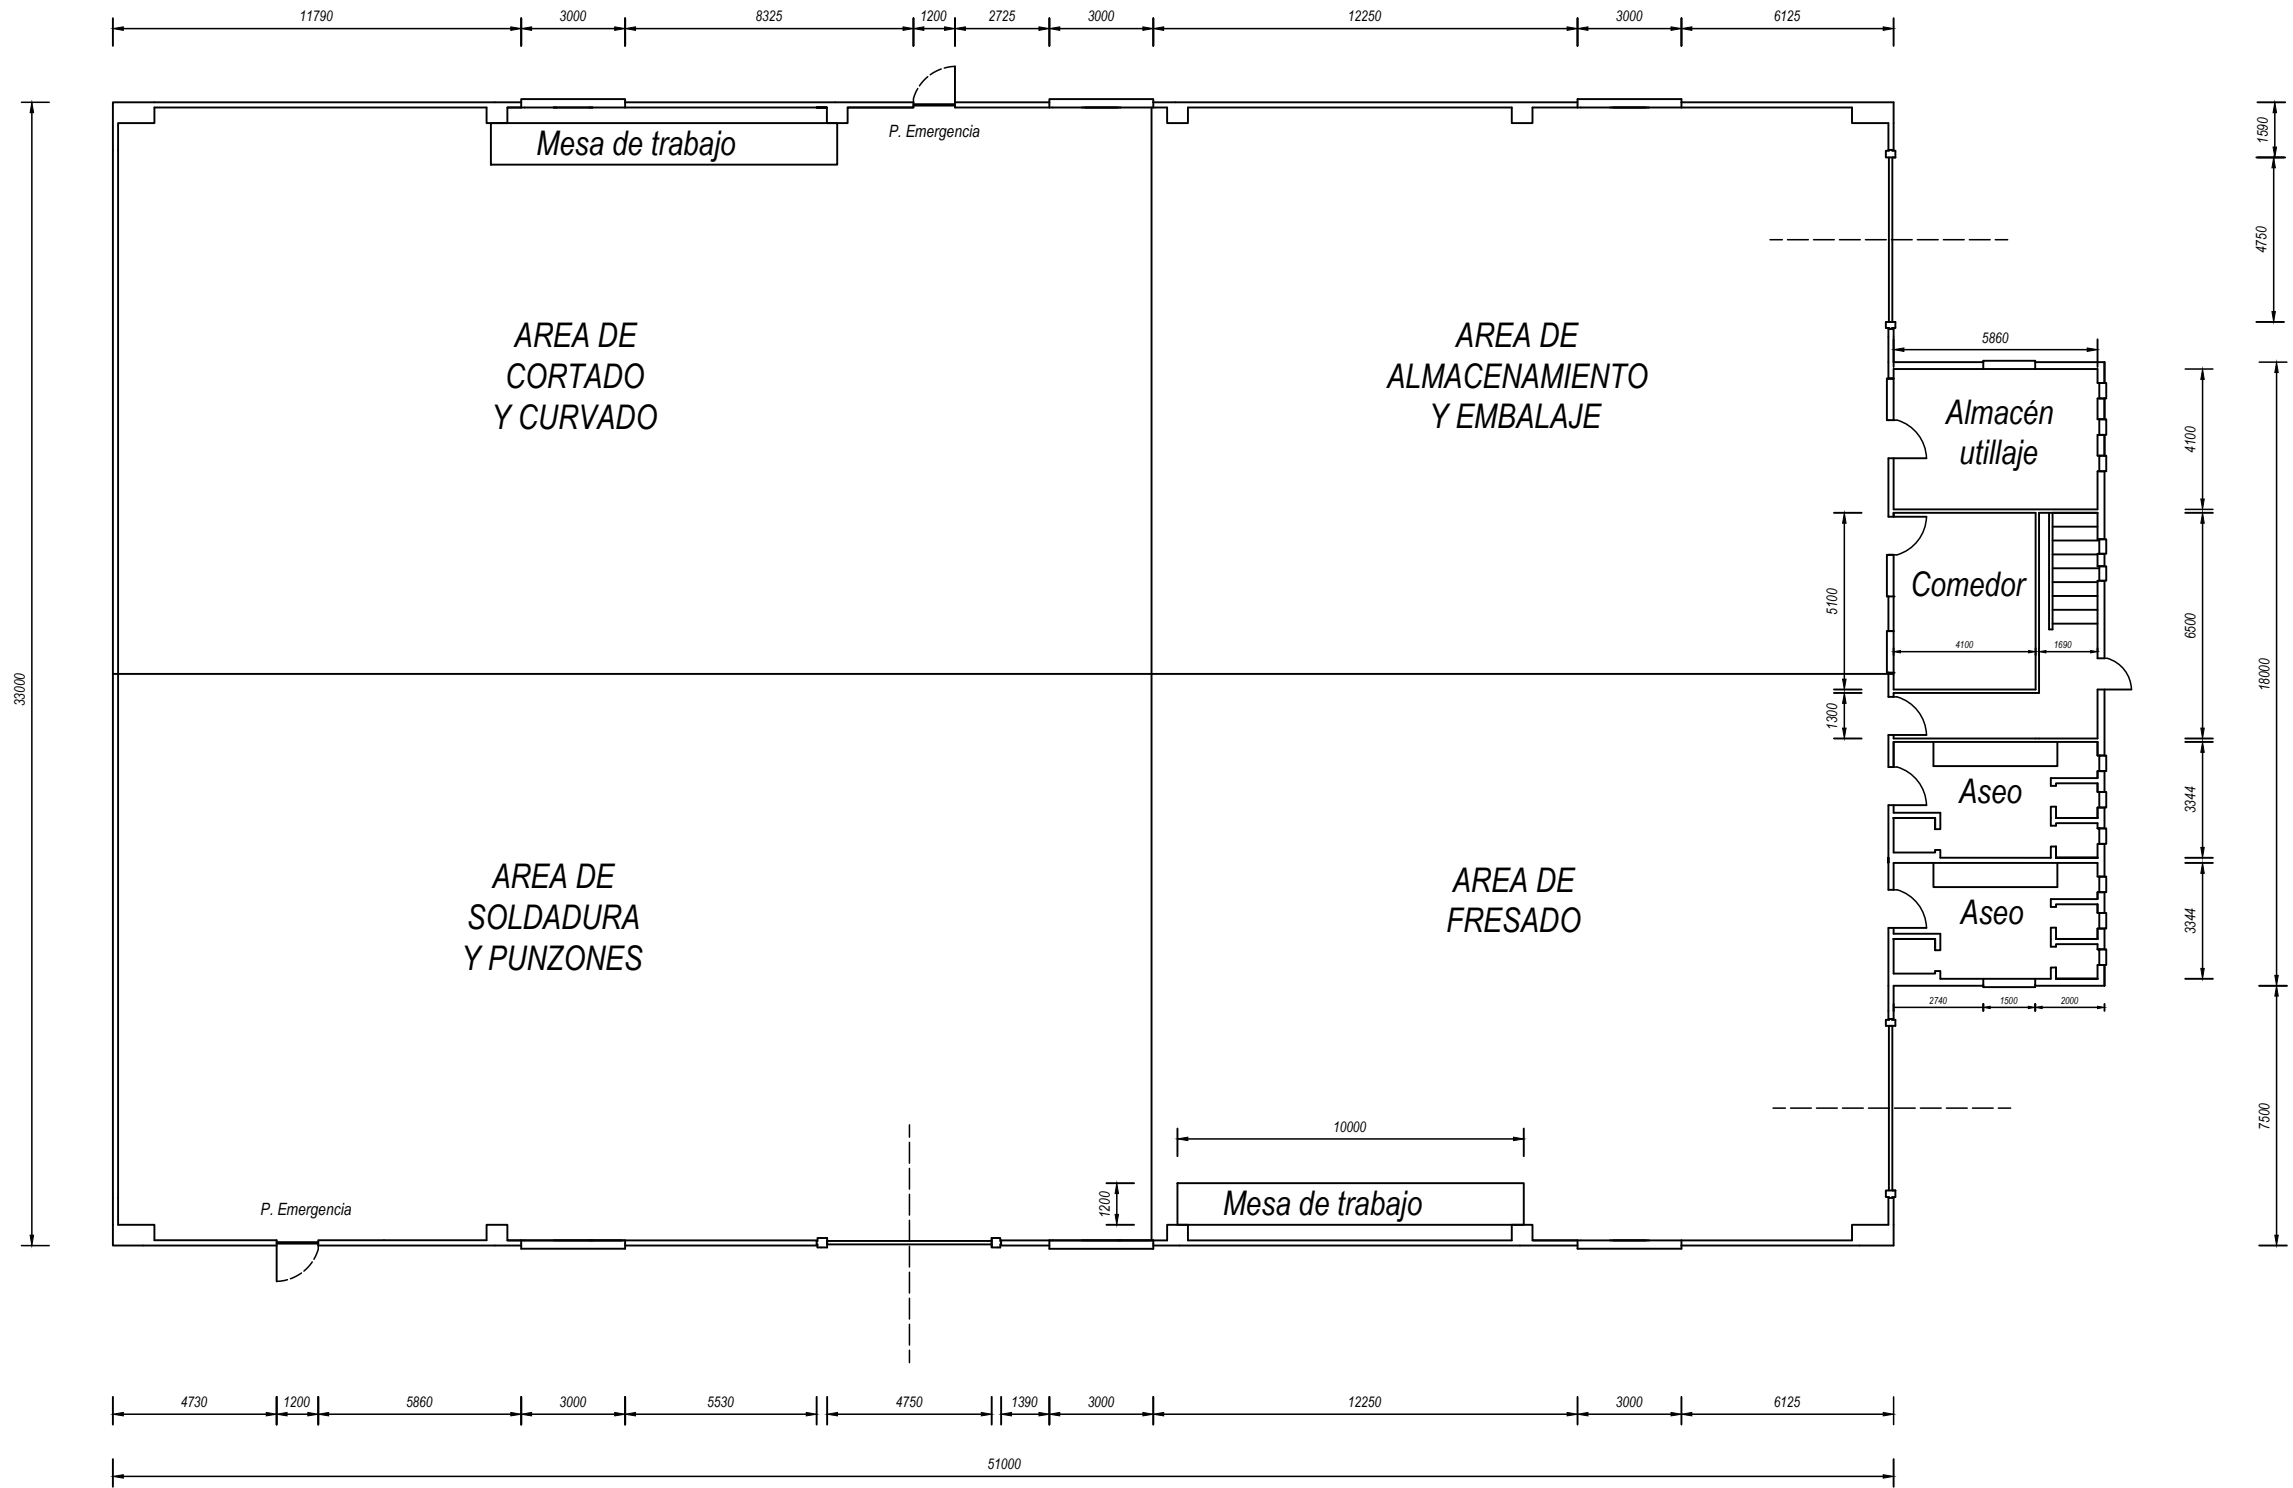 11790 3000 8325 1200 2725 3000 12250 3000 6125
P. Emergencia
Mesa de trabajo
1590
4750
AREA DE
CORTADO
Y CURVADO
AREA DE
ALMACENAMIENTO
Y EMBALAJE
5860
Almacén
utillaje
4100
5100
Comedor
6500
4100 1690
33000
18000
1300
Aseo
3344
AREA DE
SOLDADURA
Y PUNZONES
AREA DE
FRESADO
Aseo
3344
2740 1500 2000
7500
10000
1200
Mesa de trabajo
P. Emergencia
4730 1200 5860 3000 5530 4750 1390 3000 12250 3000 6125
51000